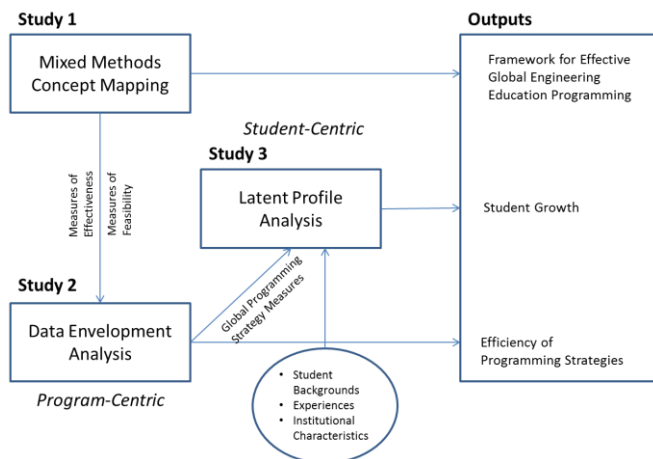 Study 1
Mixed Methods
Concept Mapping
Outputs
Framework for Effective
Global Engineering
Education Programming
Student-Centric
Study 3
Latent Profile
Analysis
Student Growth
Measures of
Effectiveness
Measures of
Feasibility
Study 2
Data Envelopment
Analysis
Program-Centric
Global Programming
Strategy Measures
Efficiency of
Programming Strategies
• Student
Backgrounds
• Experiences
• Institutional
Characteristics